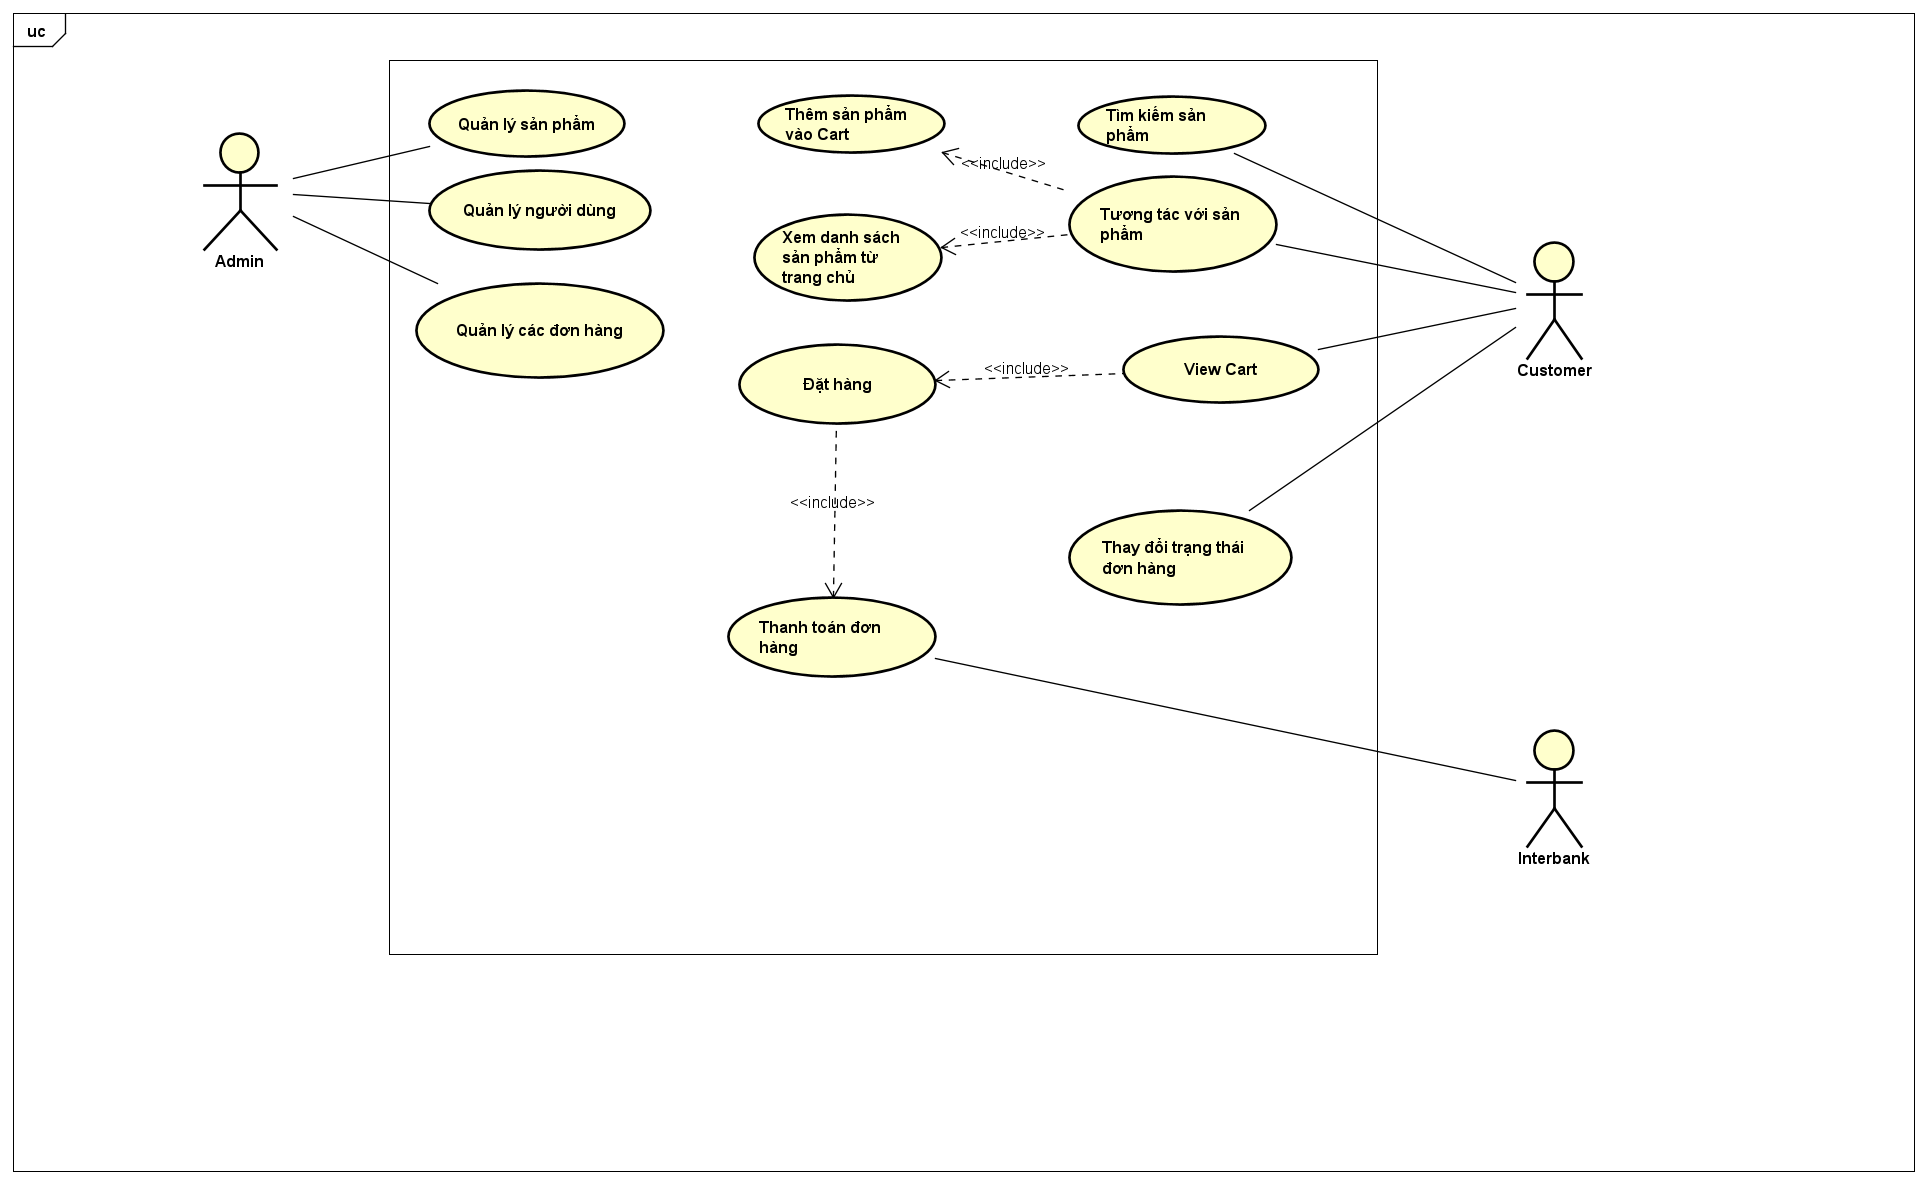 uc
Quản lý sản phẩm
Thêm sản phẩm
vào Cart
Tìm kiếm sản
phẩm
<<include>>
Quản lý người dùng
Tương tác với sản
phẩm
Admin
Xem danh sách
sản phẩm từ
trang chủ
<<include>>
Quản lý các đơn hàng
Đặt hàng
<<include>>
View Cart
Customer
<<include>>
Thay đổi trạng thái
đơn hàng
Thanh toán đơn
hàng
Interbank